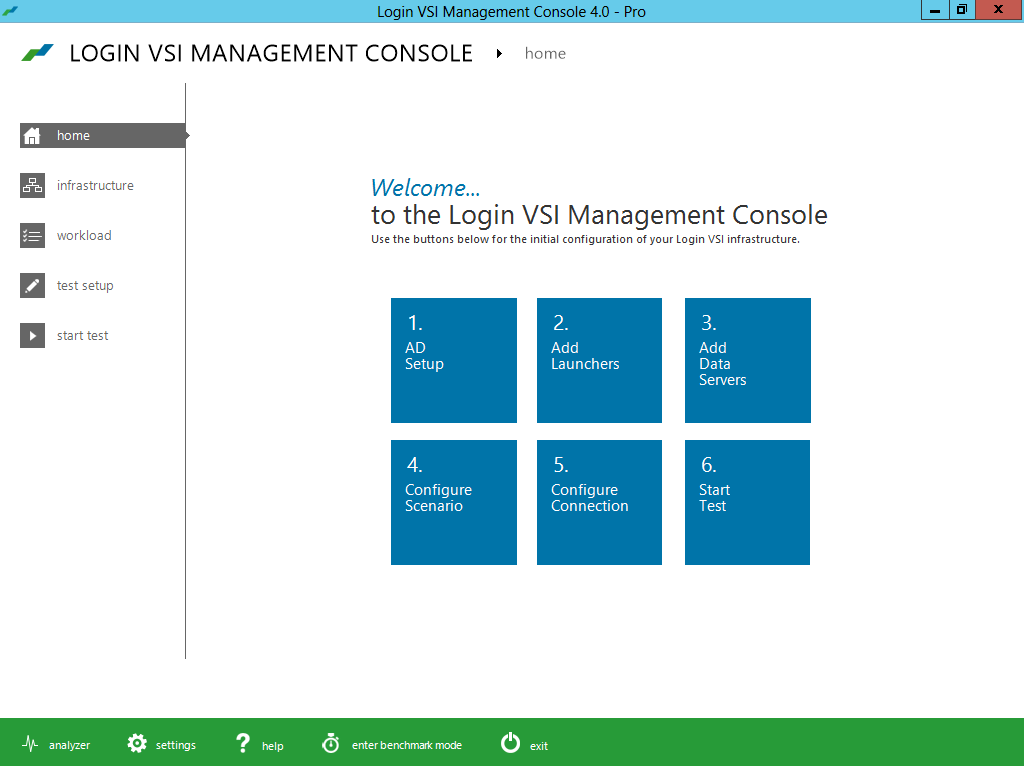 Login VSI Management Console 4.0 - Pro
LOGIN VSI MANAGEMENT CONSOLE
home
home
infrastructure
workload
test setup
start test
Welcome...
to the Login VSI Management Console
Use the buttons below for the initial configuration of your Login VSI infrastructure.
1.
AD
Setup
2.
Add
Launchers
3.
Add
Data
Servers
4.
Configure
Scenario
5.
Configure
Connection
6.
Start
Test
analyzer
settings
help
enter benchmark mode
exit